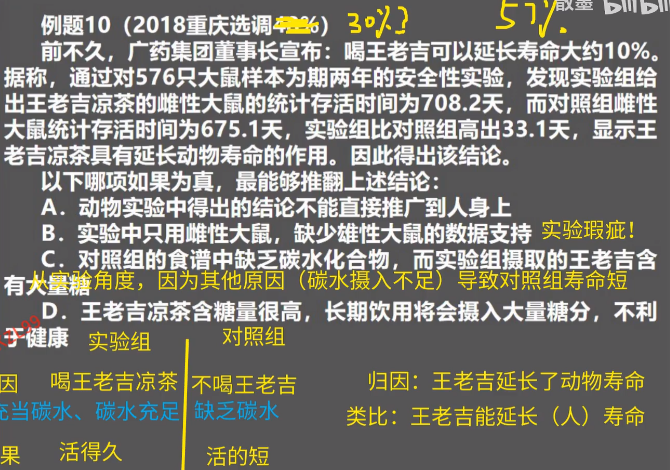 例题10（2018重庆选调42%） 30%? 57%.
散墨 bilibili
前不久，广药集团董事长宣布：喝王老吉可以延长寿命大约10%。
据称，通过对576只大鼠样本为期两年的安全性实验，发现实验组给
出王老吉凉茶的雌性大鼠的统计存活时间为708.2天，而对照组雌性
大鼠统计存活时间为675.1天，实验组比对照组高出33.1天，显示王
老吉凉茶具有延长动物寿命的作用。因此得出该结论。
以下哪项如果为真，最能够推翻上述结论：
A．动物实验中得出的结论不能直接推广到人身上
B．实验中只用雌性大鼠，缺少雄性大鼠的数据支持 实验瑕疵！
C．对照组的食谱中缺乏碳水化合物，而实验组摄取的王老吉含
从实验角度，因为其他原因（碳水摄入不足）导致对照组寿命短
有大量糖
D．王老吉凉茶含糖量很高，长期饮用将会摄入大量糖分，不利
于健康
实验组 对照组
因 喝王老吉凉茶 不喝王老吉 归因：王老吉延长了动物寿命
充当碳水、碳水充足 缺乏碳水 类比：王老吉能延长（人）寿命
果 活得久 活的短